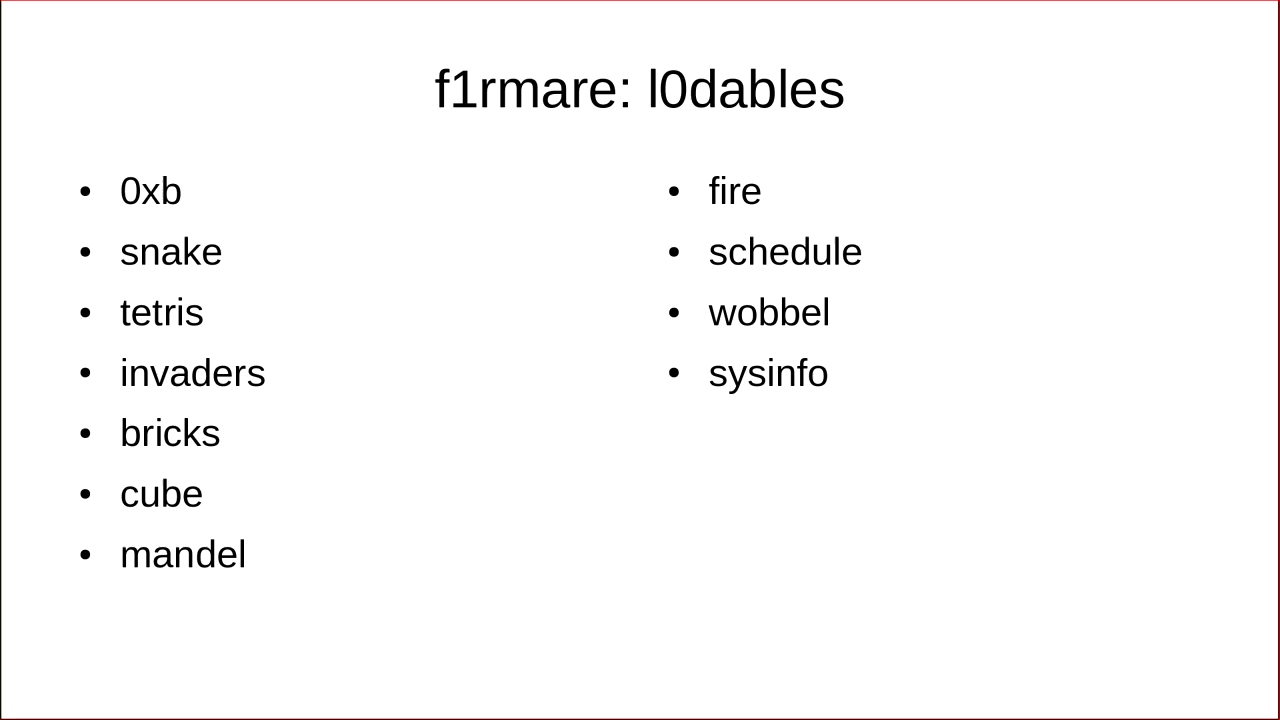 f1rmare: l0dables
• 0xb
• snake
• tetris
• invaders
• bricks
• cube
• mandel
• fire
• schedule
• wobbel
• sysinfo